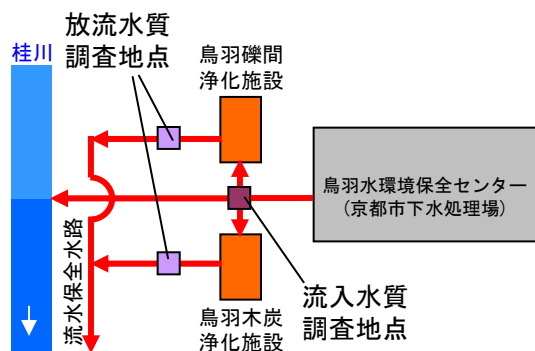 放流水質
調査地点
桂川
鳥羽礫間
浄化施設
鳥羽水環境保全センター
(京都市下水処理場)
流水保全水路
鳥羽木炭
浄化施設
流入水質
調査地点